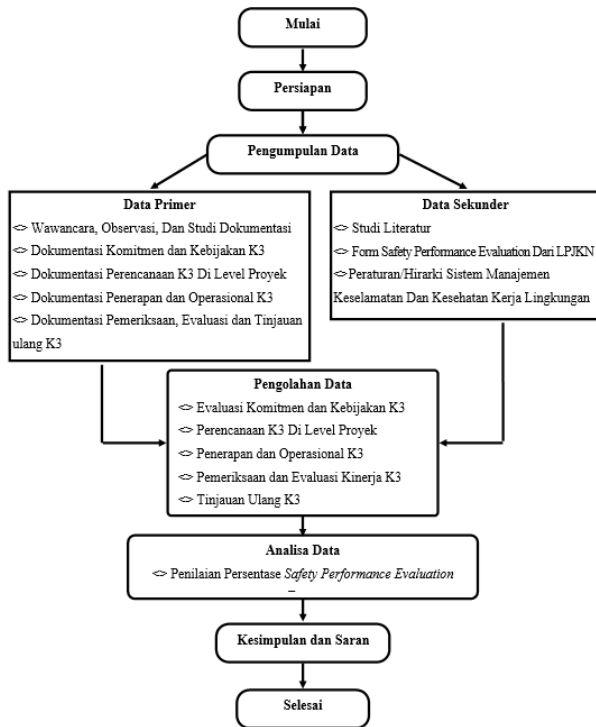 Mulai
Persiapan
Pengumpulan Data
Data Primer
<> Wawancara, Observasi, Dan Studi Dokumentasi
<> Dokumentasi Komitmen dan Kebijakan K3
<> Dokumentasi Perencanaan K3 Di Level Proyek
<> Dokumentasi Penerapan dan Operasional K3
<> Dokumentasi Pemeriksaan, Evaluasi dan Tinjauan
ulang K3
Data Sekunder
<> Studi Literatur
<> Form Safety Performance Evaluation Dari LPJKN
<> Peraturan/Hirarki Sistem Manajemen
Keselamatan Dan Kesehatan Kerja Lingkungan
Pengolahan Data
<> Evaluasi Komitmen dan Kebijakan K3
<> Perencanaan K3 Di Level Proyek
<> Penerapan dan Operasional K3
<> Pemeriksaan dan Evaluasi Kinerja K3
<> Tinjauan Ulang K3
Analisa Data
<> Penilaian Persentase Safety Performance Evaluation
–
Kesimpulan dan Saran
Selesai